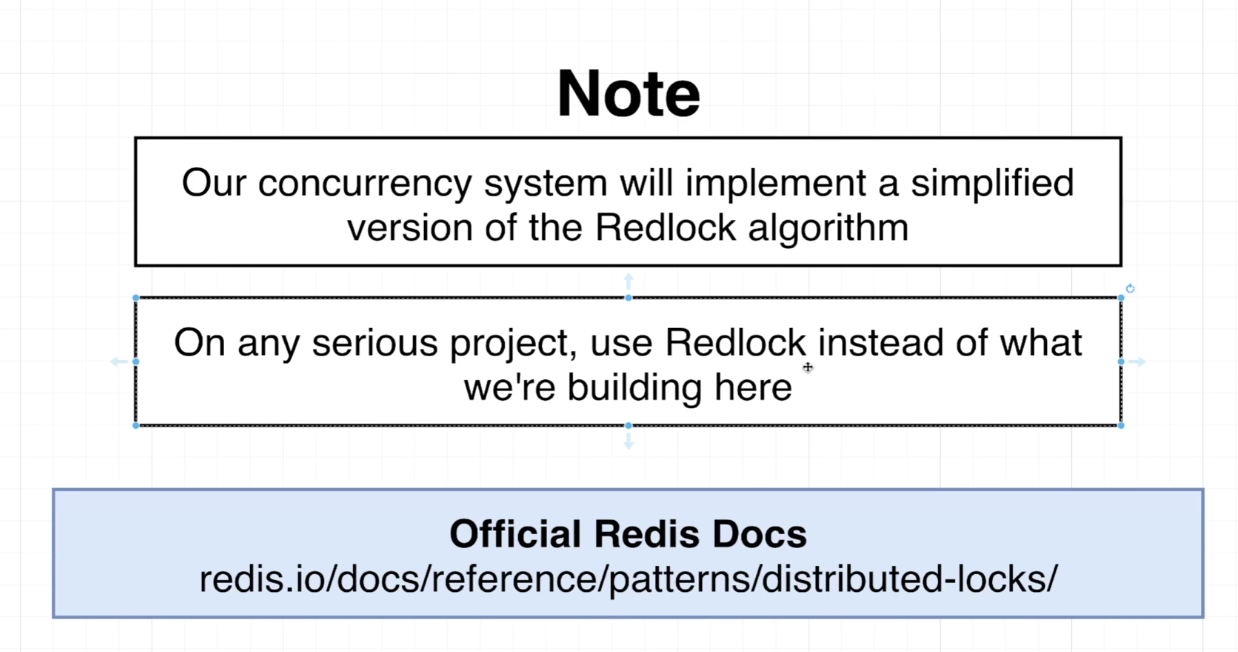 Note
Our concurrency system will implement a simplified
version of the Redlock algorithm
On any serious project, use Redlock instead of what
we're building here
Official Redis Docs
redis.io/docs/reference/patterns/distributed-locks/